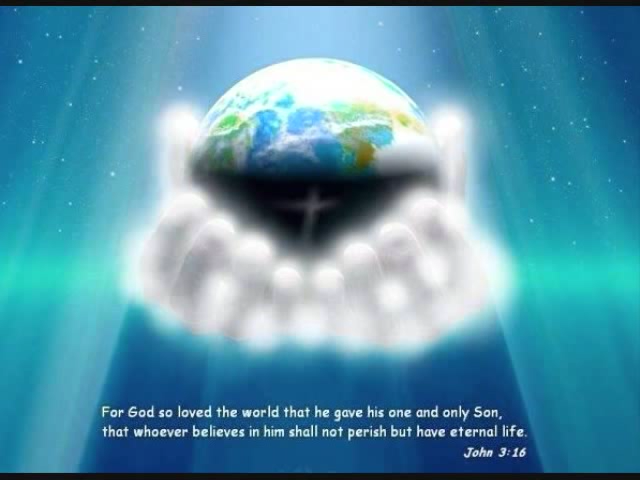 For God so loved the world that he gave his one and only Son,
that whoever believes in him shall not perish but have eternal life.
John 3:16